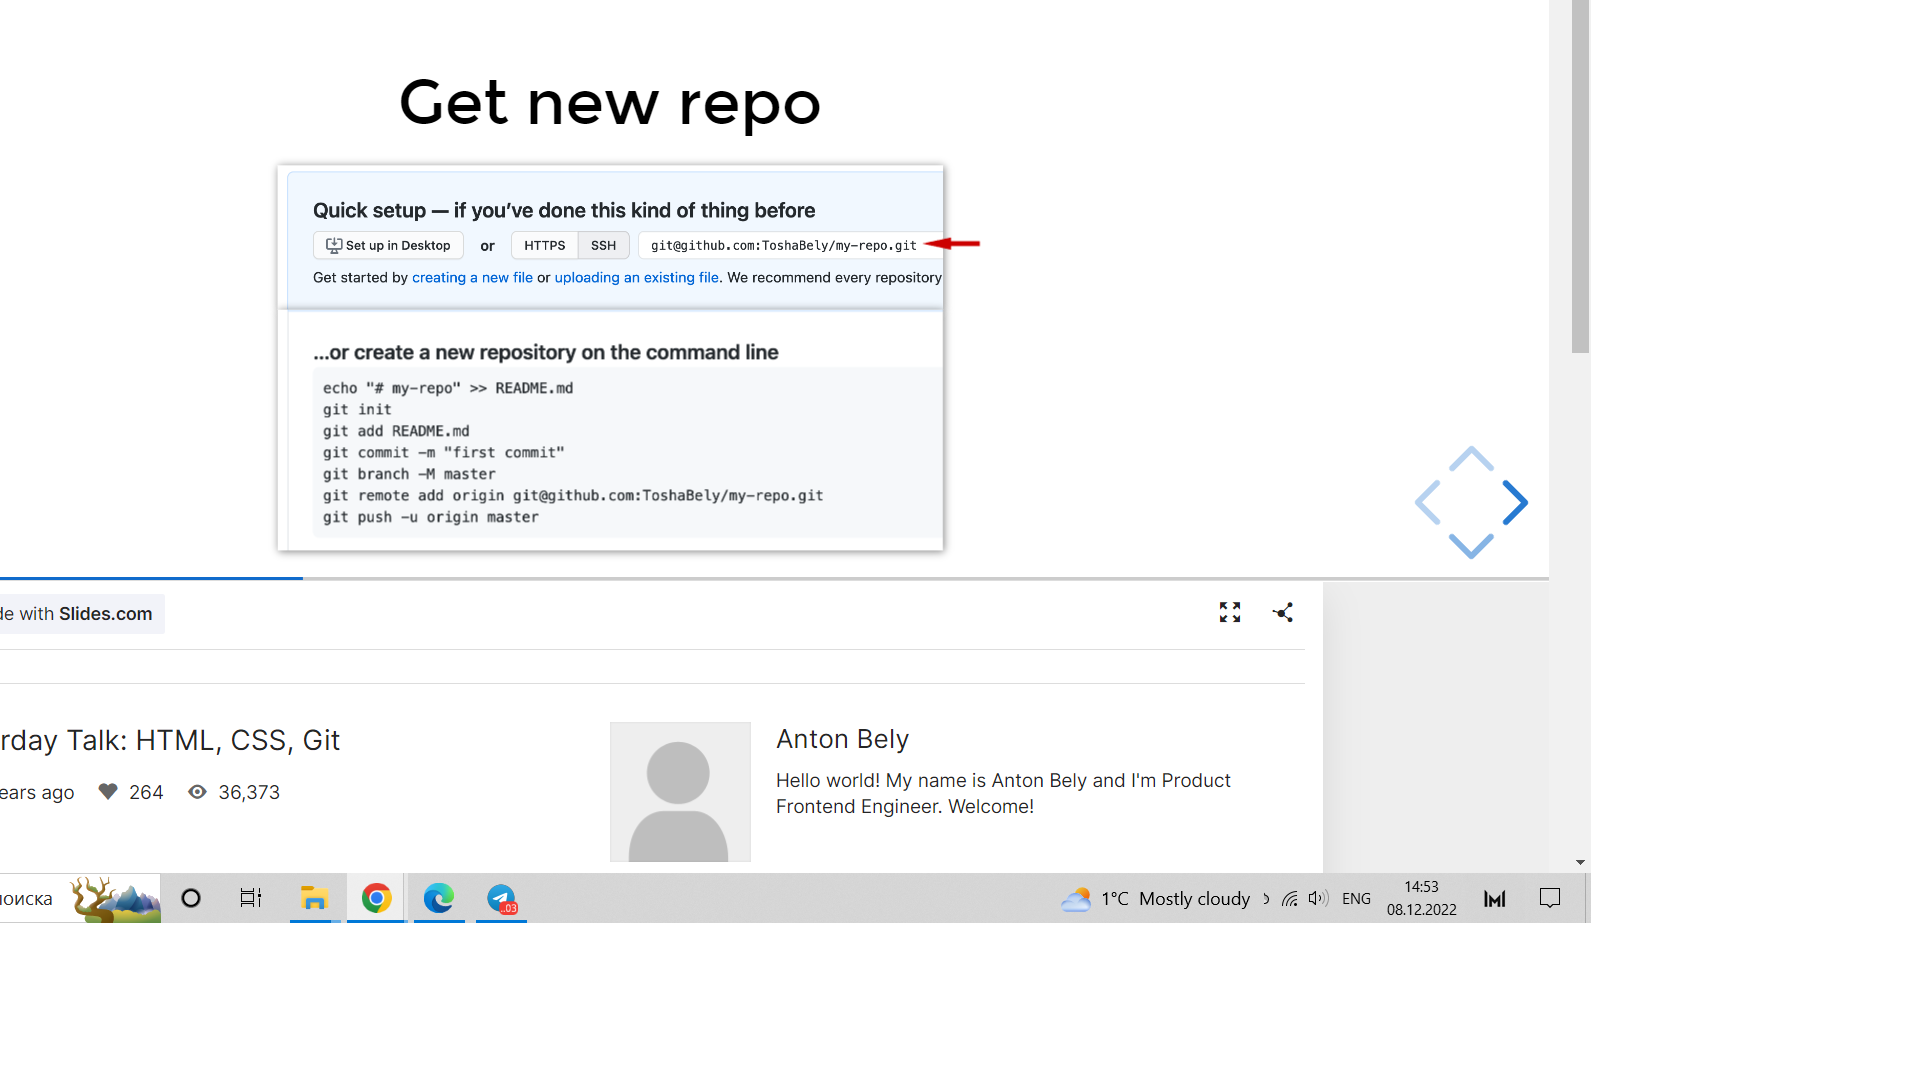 Get new repo
Quick setup — if you've done this kind of thing before
Set up in Desktop or HTTPS SSH git@github.com:ToshaBely/my-repo.git
Get started by creating a new file or uploading an existing file. We recommend every repository
...or create a new repository on the command line
echo "# my-repo" >> README.md
git init
git add README.md
git commit -m "first commit"
git branch -M master
git remote add origin git@github.com:ToshaBely/my-repo.git
git push -u origin master
de with Slides.com
rday Talk: HTML, CSS, Git
ears ago 264 36,373
Anton Bely
Hello world! My name is Anton Bely and I'm Product
Frontend Engineer. Welcome!
поиска
.03
1°C Mostly cloudy
ENG
14:53
08.12.2022